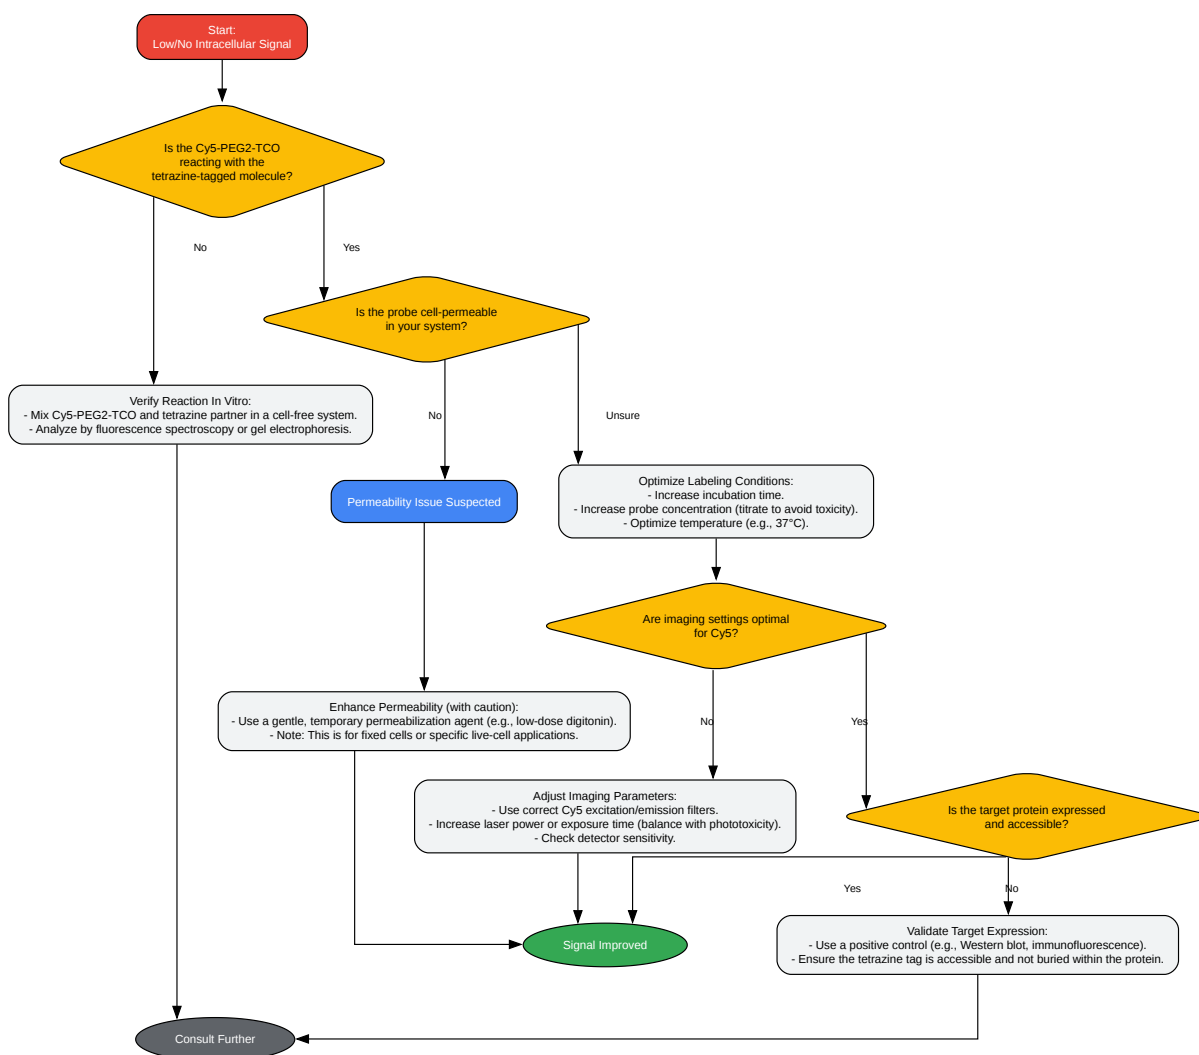 Start:
Low/No Intracellular Signal
Is the Cy5-PEG2-TCO
reacting with the
tetrazine-tagged molecule?
No
Yes
Is the probe cell-permeable
in your system?
Verify Reaction In Vitro:
- Mix Cy5-PEG2-TCO and tetrazine partner in a cell-free system.
- Analyze by fluorescence spectroscopy or gel electrophoresis.
No
Unsure
Permeability Issue Suspected
Optimize Labeling Conditions:
- Increase incubation time.
- Increase probe concentration (titrate to avoid toxicity).
- Optimize temperature (e.g., 37°C).
Are imaging settings optimal
for Cy5?
Enhance Permeability (with caution):
- Use a gentle, temporary permeabilization agent (e.g., low-dose digitonin).
- Note: This is for fixed cells or specific live-cell applications.
No
Yes
Adjust Imaging Parameters:
- Use correct Cy5 excitation/emission filters.
- Increase laser power or exposure time (balance with phototoxicity).
- Check detector sensitivity.
Is the target protein expressed
and accessible?
Yes
No
Signal Improved
Validate Target Expression:
- Use a positive control (e.g., Western blot, immunofluorescence).
- Ensure the tetrazine tag is accessible and not buried within the protein.
Consult Further